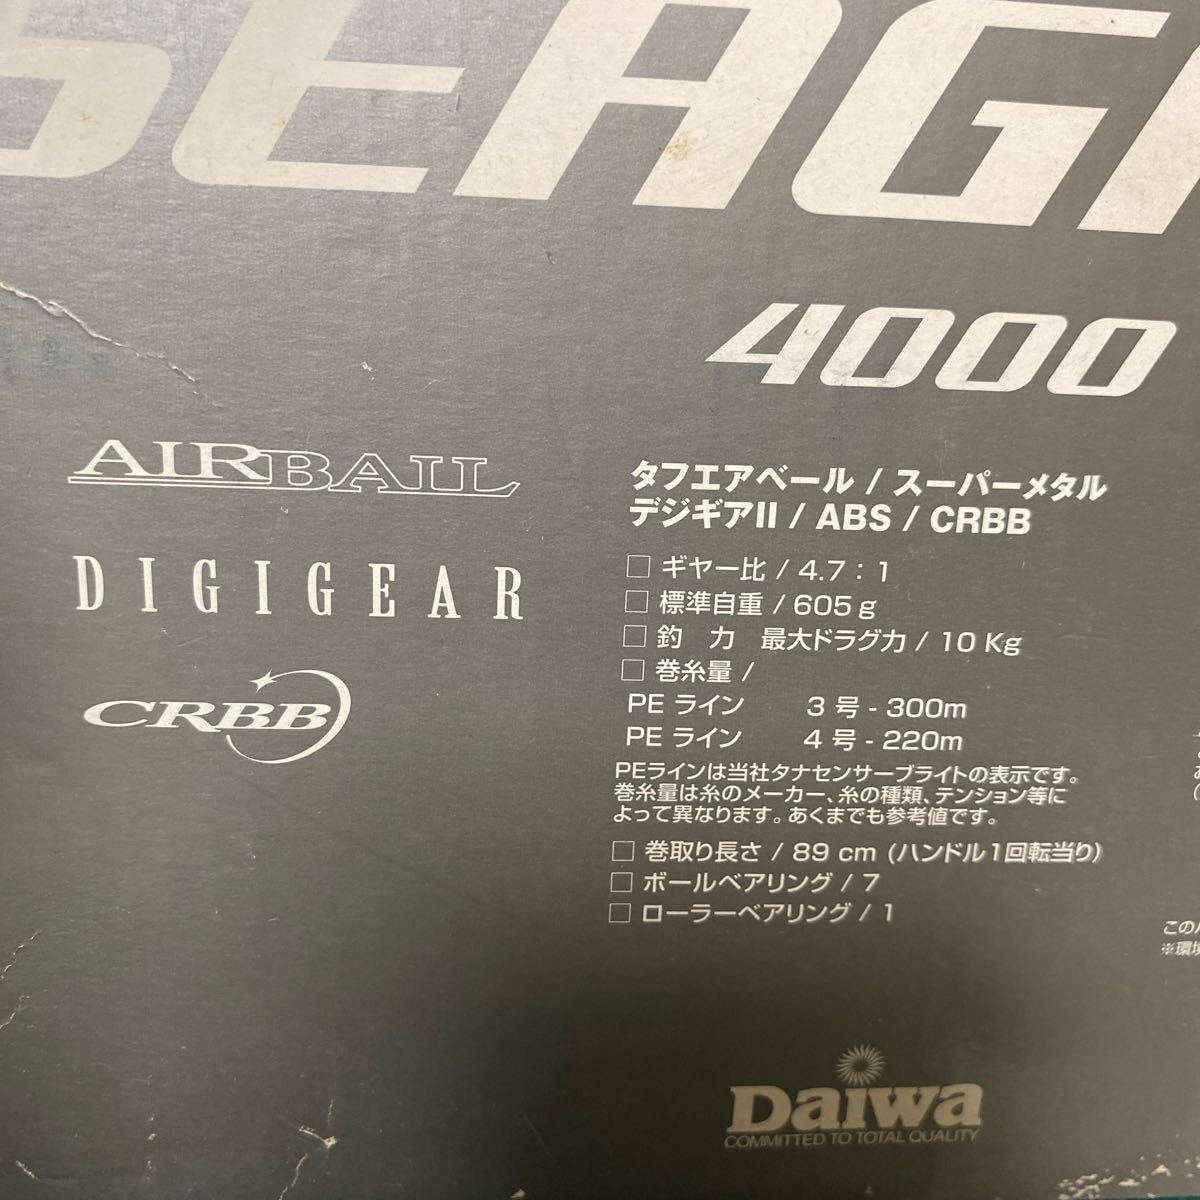 SEAG
4000
AIRBAIL
DIGIGEAR
CRBB
タフエアベール / スーパーメタル
デジギアII / ABS / CRBB
□ ギヤー比 / 4.7 : 1
□ 標準自重 / 605 g
□ 釣 力 最大ドラグ力 / 10 Kg
□ 巻糸量 /
PE ライン 3 号 - 300m
PE ライン 4 号 - 220m
PEラインは当社タナセンサーブライトの表示です。
巻糸量は糸のメーカー、糸の種類、テンション等に
よって異なります。あくまでも参考値です。
□ 巻取り長さ / 89 cm (ハンドル1回転当り)
□ ボールベアリング / 7
□ ローラーベアリング / 1
この
※環境
Daiwa
COMMITTED TO TOTAL QUALITY